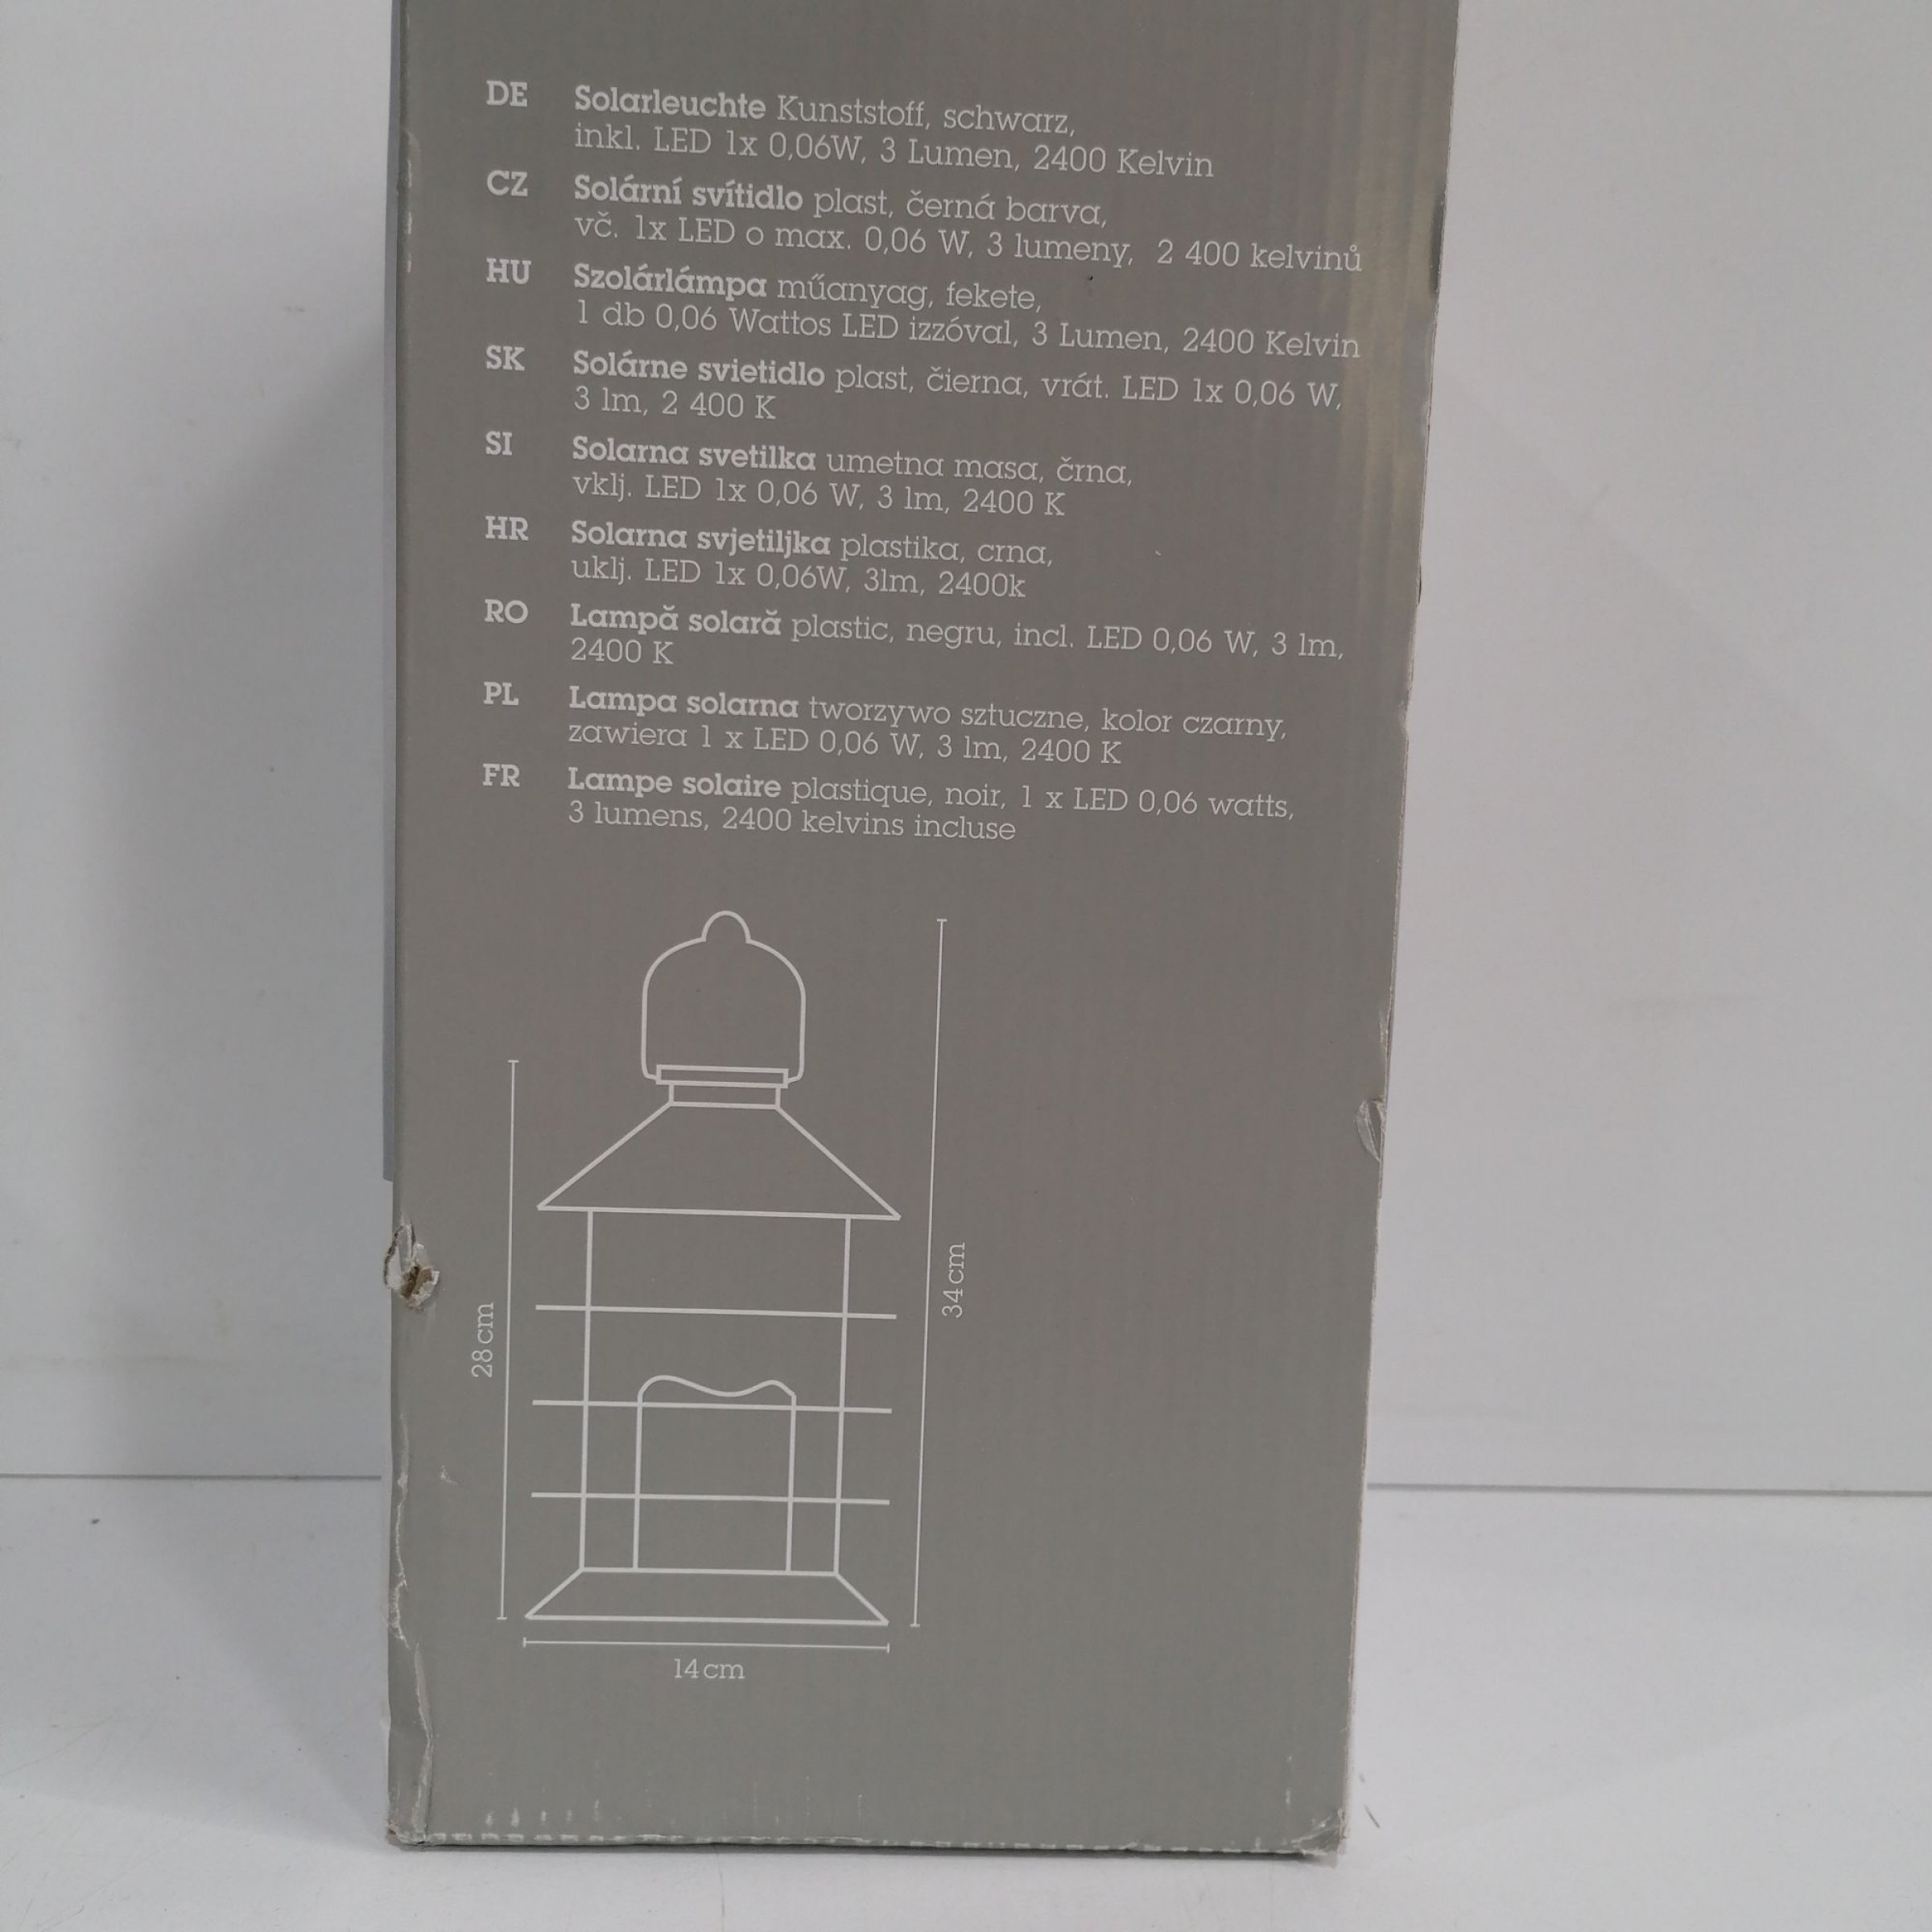 DE Solarleuchte Kunststoff, schwarz,
inkl. LED 1x 0,06W, 3 Lumen, 2400 Kelvin
CZ Solární svítidlo plast, černá barva,
vč. 1x LED o max. 0,06 W, 3 lumeny, 2 400 kelvinů
HU Szolárlámpa műanyag, fekete,
1 db 0,06 Wattos LED izzóval, 3 Lumen, 2400 Kelvin
SK Solárne svietidlo plast, čierna, vrát. LED 1x 0,06 W,
3 lm, 2 400 K
SI Solarna svetilka umetna masa, črna,
vklj. LED 1x 0,06 W, 3 lm, 2400 K
HR Solarna svjetiljka plastika, crna,
uklj. LED 1x 0,06W, 3lm, 2400k
RO Lampă solară plastic, negru, incl. LED 0,06 W, 3 lm,
2400 K
PL Lampa solarna tworzywo sztuczne, kolor czarny,
zawiera 1 x LED 0,06 W, 3 lm, 2400 K
FR Lampe solaire plastique, noir, 1 x LED 0,06 watts,
3 lumens, 2400 kelvins incluse
28 cm
34 cm
14 cm